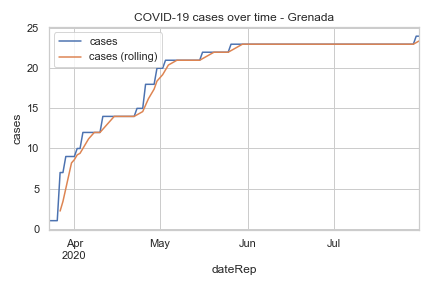 COVID-19 cases over time - Grenada
cases
cases (rolling)
25
20
15
10
5
0
cases
Apr
2020
May
Jun
Jul
dateRep